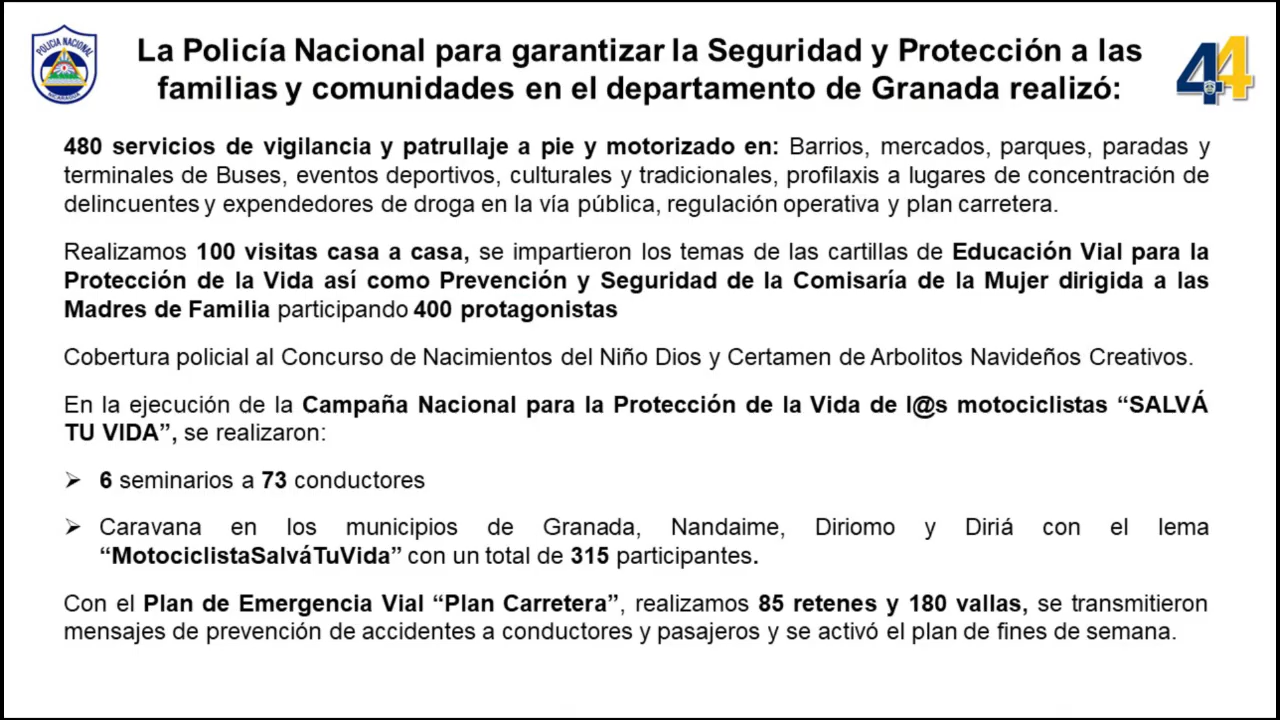 La Policía Nacional para garantizar la Seguridad y Protección a las
familias y comunidades en el departamento de Granada realizó:
POLICIA NACIONAL
NICARAGUA
44
480 servicios de vigilancia y patrullaje a pie y motorizado en: Barrios, mercados, parques, paradas y
terminales de Buses, eventos deportivos, culturales y tradicionales, profilaxis a lugares de concentración de
delincuentes y expendedores de droga en la vía pública, regulación operativa y plan carretera.
Realizamos 100 visitas casa a casa, se impartieron los temas de las cartillas de Educación Vial para la
Protección de la Vida así como Prevención y Seguridad de la Comisaría de la Mujer dirigida a las
Madres de Familia participando 400 protagonistas
Cobertura policial al Concurso de Nacimientos del Niño Dios y Certamen de Arbolitos Navideños Creativos.
En la ejecución de la Campaña Nacional para la Protección de la Vida de l@s motociclistas “SALVÁ
TU VIDA”, se realizaron:
➢ 6 seminarios a 73 conductores
➢ Caravana en los municipios de Granada, Nandaime, Diriomo y Diriá con el lema
“MotociclistaSalváTuVida” con un total de 315 participantes.
Con el Plan de Emergencia Vial “Plan Carretera”, realizamos 85 retenes y 180 vallas, se transmitieron
mensajes de prevención de accidentes a conductores y pasajeros y se activó el plan de fines de semana.